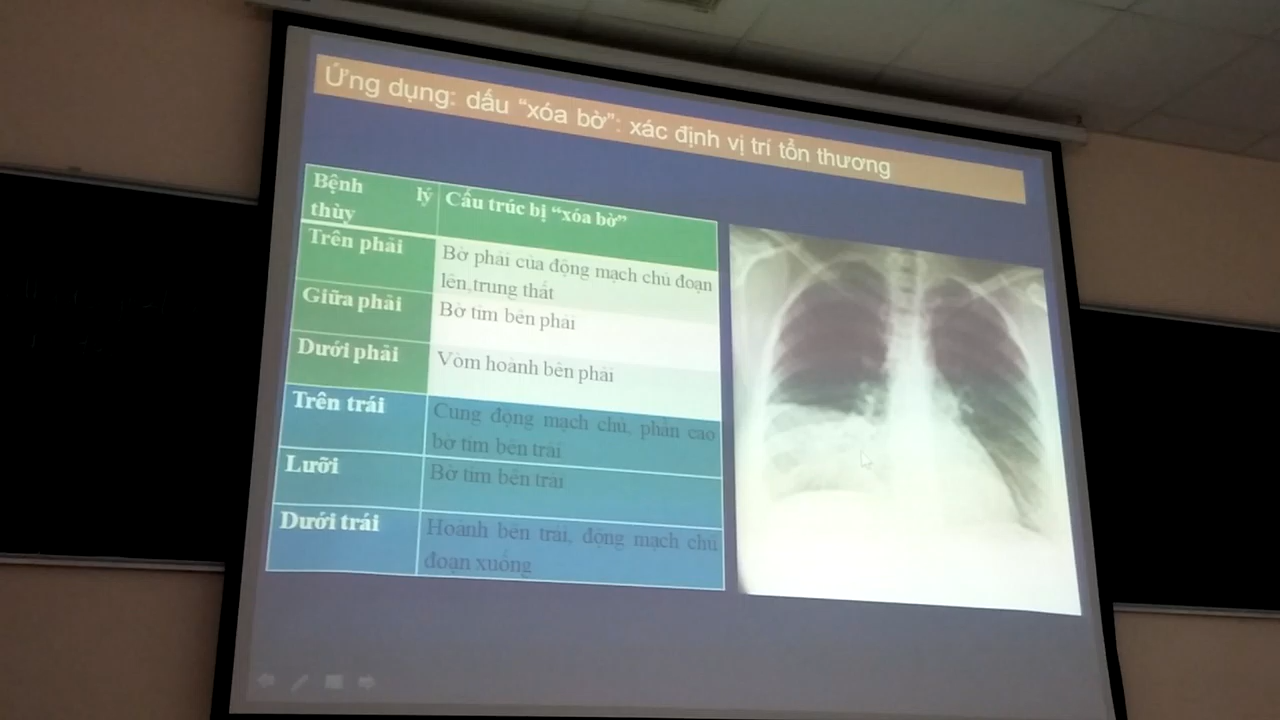 Ứng dụng: dấu “xóa bờ”: xác định vị trí tổn thương
Bệnh lý
thùy
Cấu trúc bị “xóa bờ”
Trên phải
Bờ phải của động mạch chủ đoạn
lên,trung thất
Giữa phải
Bờ tim bên phải
Dưới phải
Vòm hoành bên phải
Trên trái
Cung động mạch chủ, phần cao
bờ tim bên trái
Lưỡi
Bờ tim bên trái
Dưới trái
Hoành bên trái, động mạch chủ
đoạn xuống